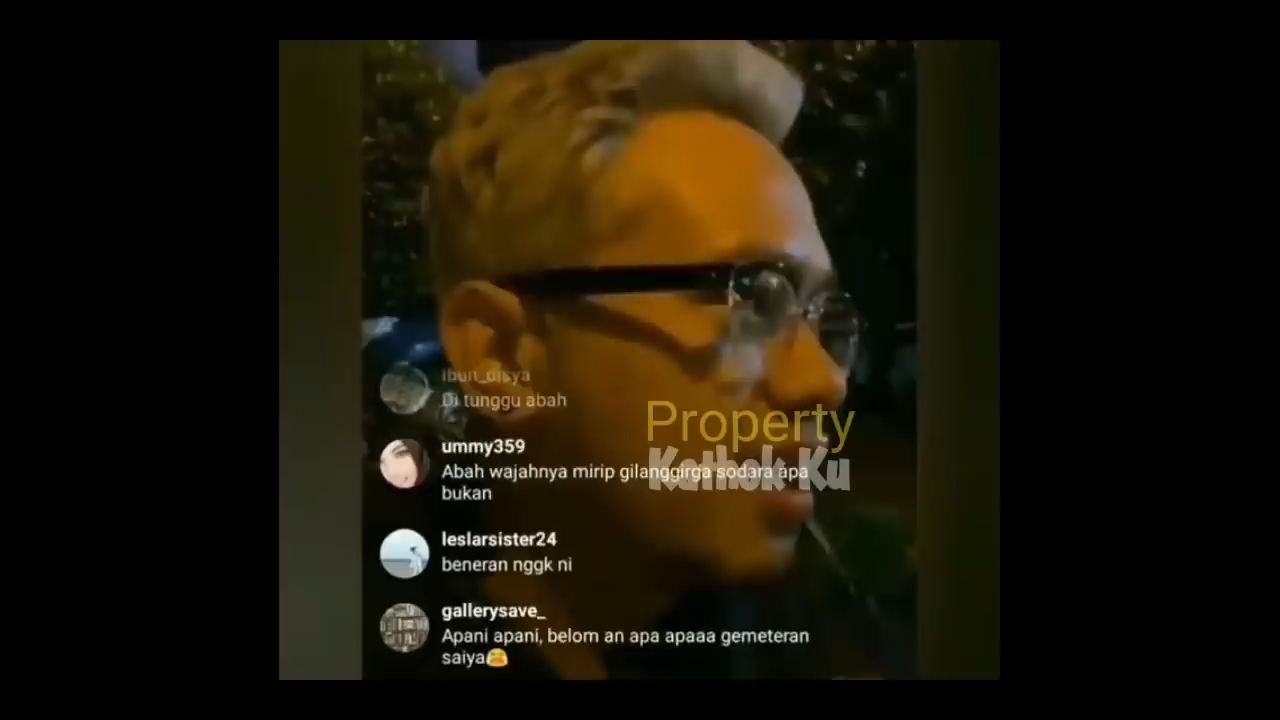 ibun_disya
Di tunggu abah
Property
ummy359
Abah wajahnya mirip gilanggirga sodara apa
bukan
Kathok Ku
leslarsister24
beneran nggk ni
gallerysave_
Apani apani, belom an apa apaaa gemeteran
saiya😫